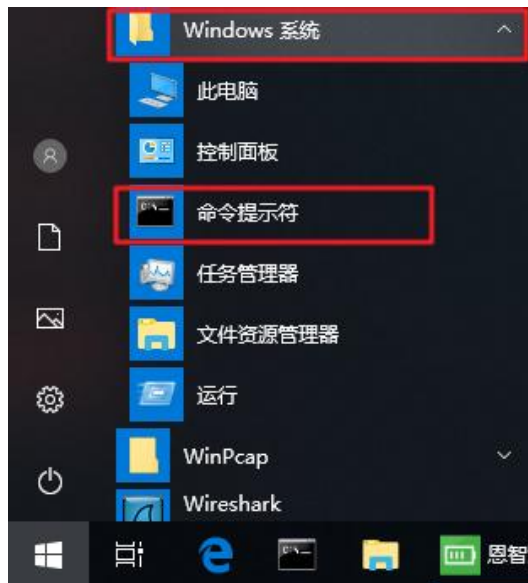 Windows 系统
此电脑
控制面板
命令提示符
任务管理器
文件资源管理器
运行
WinPcap
Wireshark
恩智